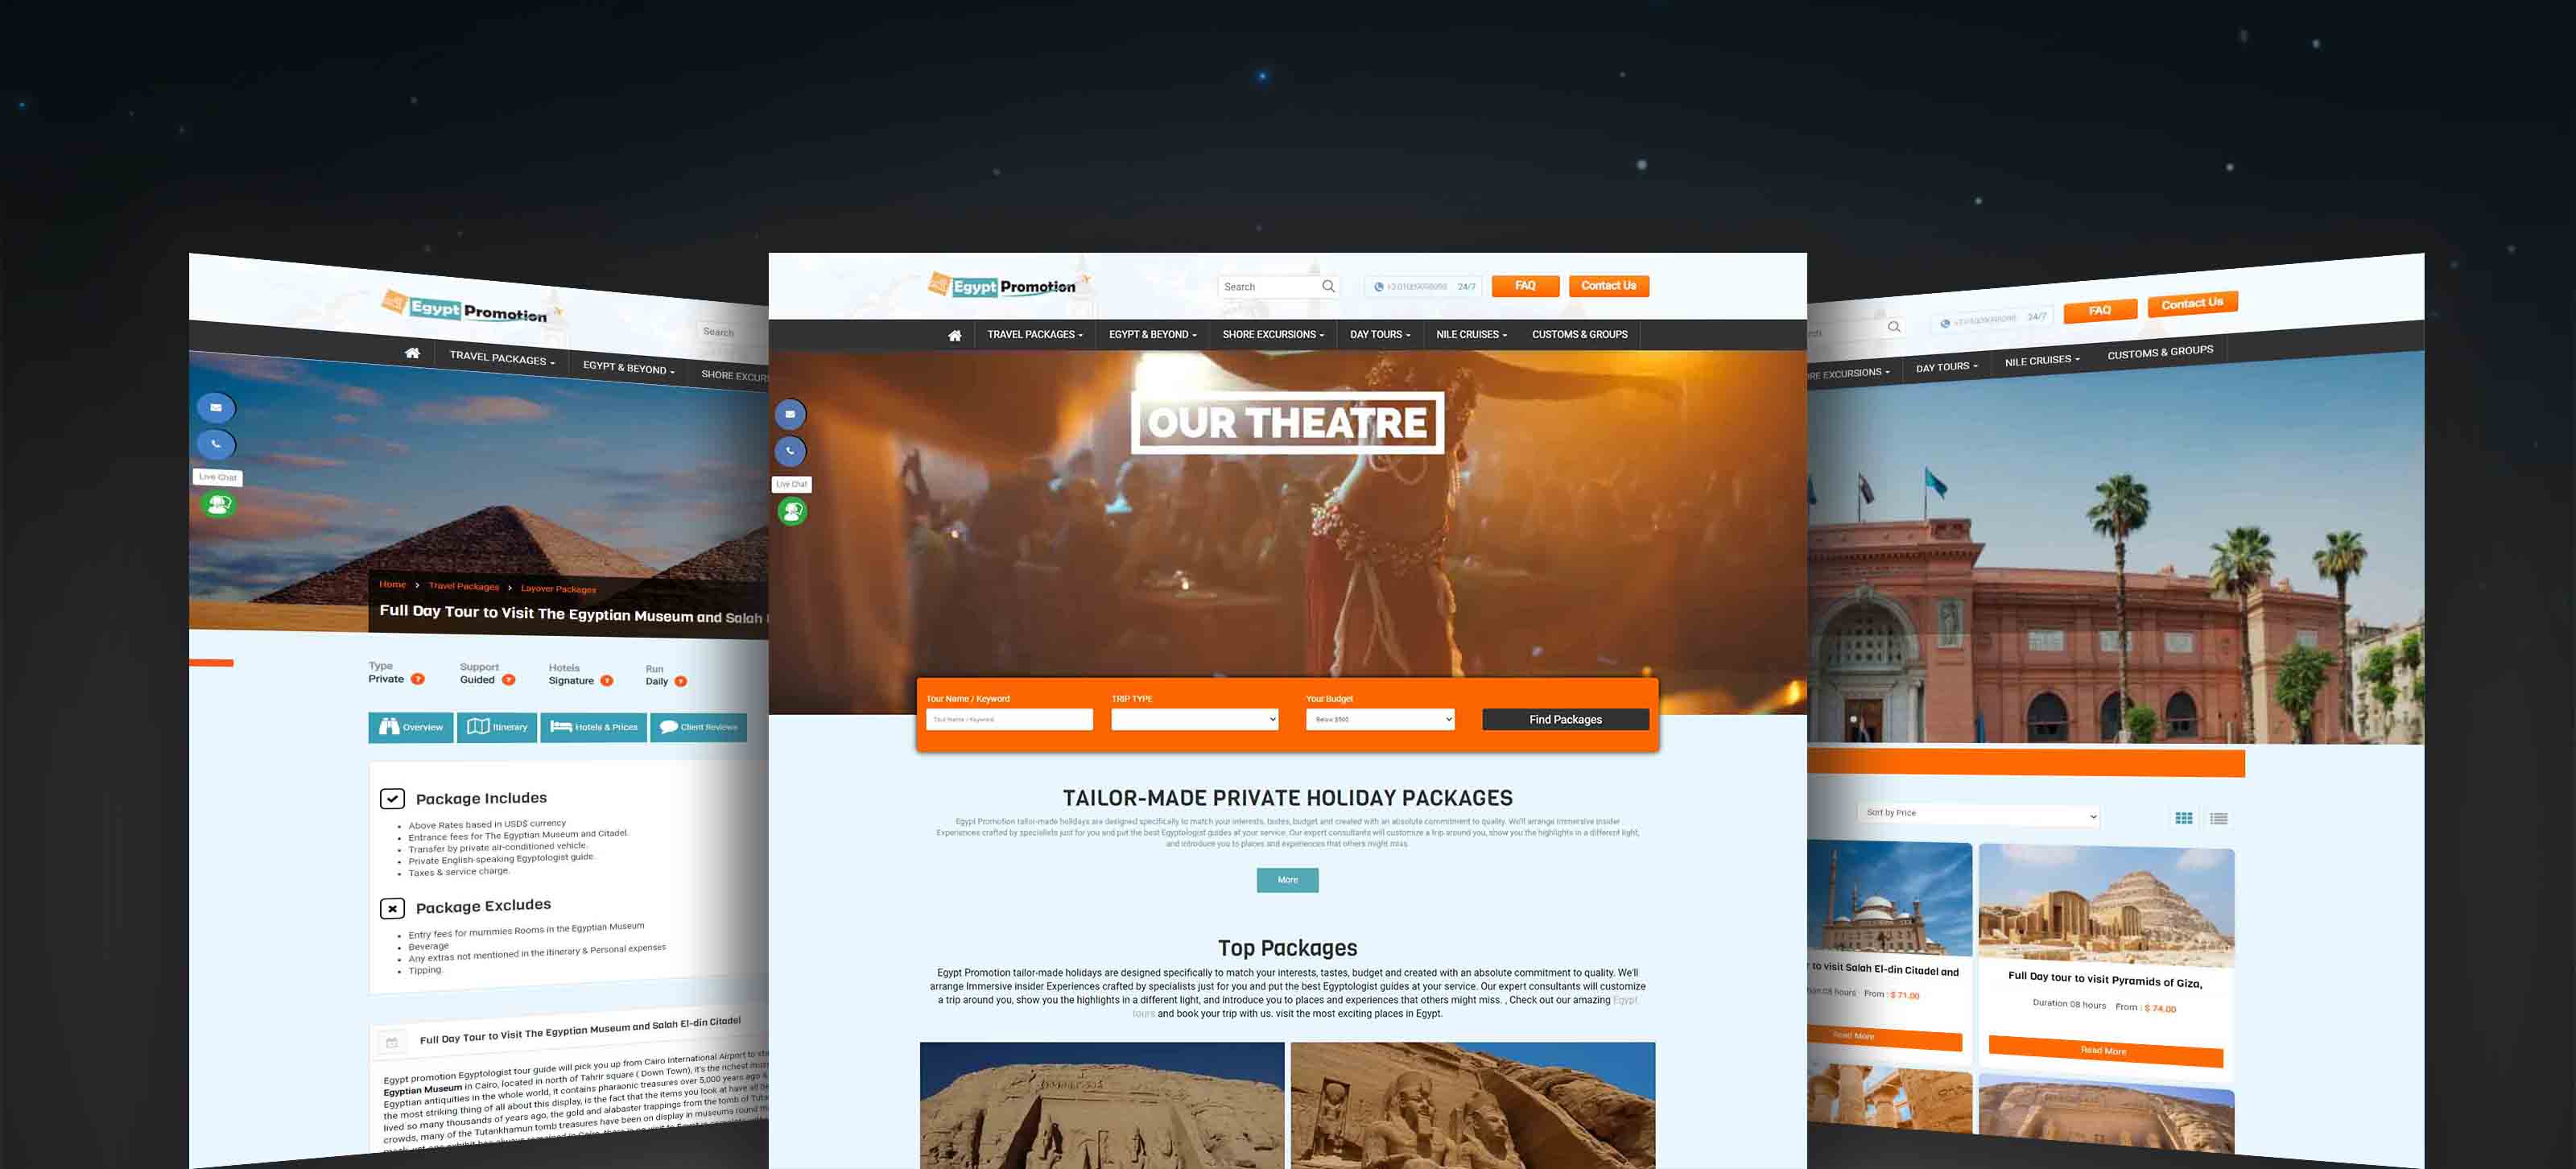 Egypt Promotion
Search
TRAVEL PACKAGES
EGYPT & BEYOND
SHORE EXCURS
Live Chat
Home > Travel Packages > Layover Packages
Full Day Tour to Visit The Egyptian Museum and Salah
Type
Private ?
Support
Guided ?
Hotels
Signature ?
Run
Daily ?
Overview
Itinerary
Hotels & Prices
Client Reviews
Package Includes
Above Rates based in USD$ currency
Entrance fees for The Egyptian Museum and Citadel.
Transfer by private air-conditioned vehicle.
Private English-speaking Egyptologist guide.
Taxes & service charge.
Package Excludes
Entry fees for mummies Rooms in the Egyptian Museum
Beverage
Any extras not mentioned in the itinerary & Personal expenses
Tipping.
Full Day Tour to Visit The Egyptian Museum and Salah El-din Citadel
Egypt promotion Egyptologist tour guide will pick you up from Cairo International Airport to
Egyptian Museum in Cairo, located in north of Tahrir square ( Down Town), it's the richest
Egyptian antiquities in the whole world, it contains pharaonic treasures over 5,000 years ago
the most striking thing of all about this display, is the fact that the items you look at have all
lived so many thousands of years ago, the gold and alabaster trappings from the tomb of
crowds, many of the Tutankhamun tomb treasures have been on display in museums round
Egypt Promotion
Search
24/7
FAQ
Contact Us
TRAVEL PACKAGES
EGYPT & BEYOND
SHORE EXCURSIONS
DAY TOURS
NILE CRUISES
CUSTOMS & GROUPS
OUR THEATRE
Live Chat
Tour Name / Keyword
TRIP TYPE
Your Budget
Tour Name / Keyword
Below $500
Find Packages
TAILOR-MADE PRIVATE HOLIDAY PACKAGES
Egypt Promotion tailor-made holidays are designed specifically to match your interests, tastes, budget and created with an absolute commitment to quality. We'll arrange Immersive insider
Experiences crafted by specialists just for you and put the best Egyptologist guides at your service. Our expert consultants will customize a trip around you, show you the highlights in a different light,
and introduce you to places and experiences that others might miss.
More
Top Packages
Egypt Promotion tailor-made holidays are designed specifically to match your interests, tastes, budget and created with an absolute commitment to quality. We'll
arrange Immersive insider Experiences crafted by specialists just for you and put the best Egyptologist guides at your service. Our expert consultants will customize
a trip around you, show you the highlights in a different light, and introduce you to places and experiences that others might miss. , Check out our amazing Egypt
tours and book your trip with us. visit the most exciting places in Egypt.
24/7
FAQ
Contact Us
RE EXCURSIONS
DAY TOURS
NILE CRUISES
CUSTOMS & GROUPS
Sort by Price
to visit Salah El-din Citadel and
08 hours From : $ 71.00
Read More
Full Day tour to visit Pyramids of Giza,
Duration 08 hours From : $ 74.00
Read More